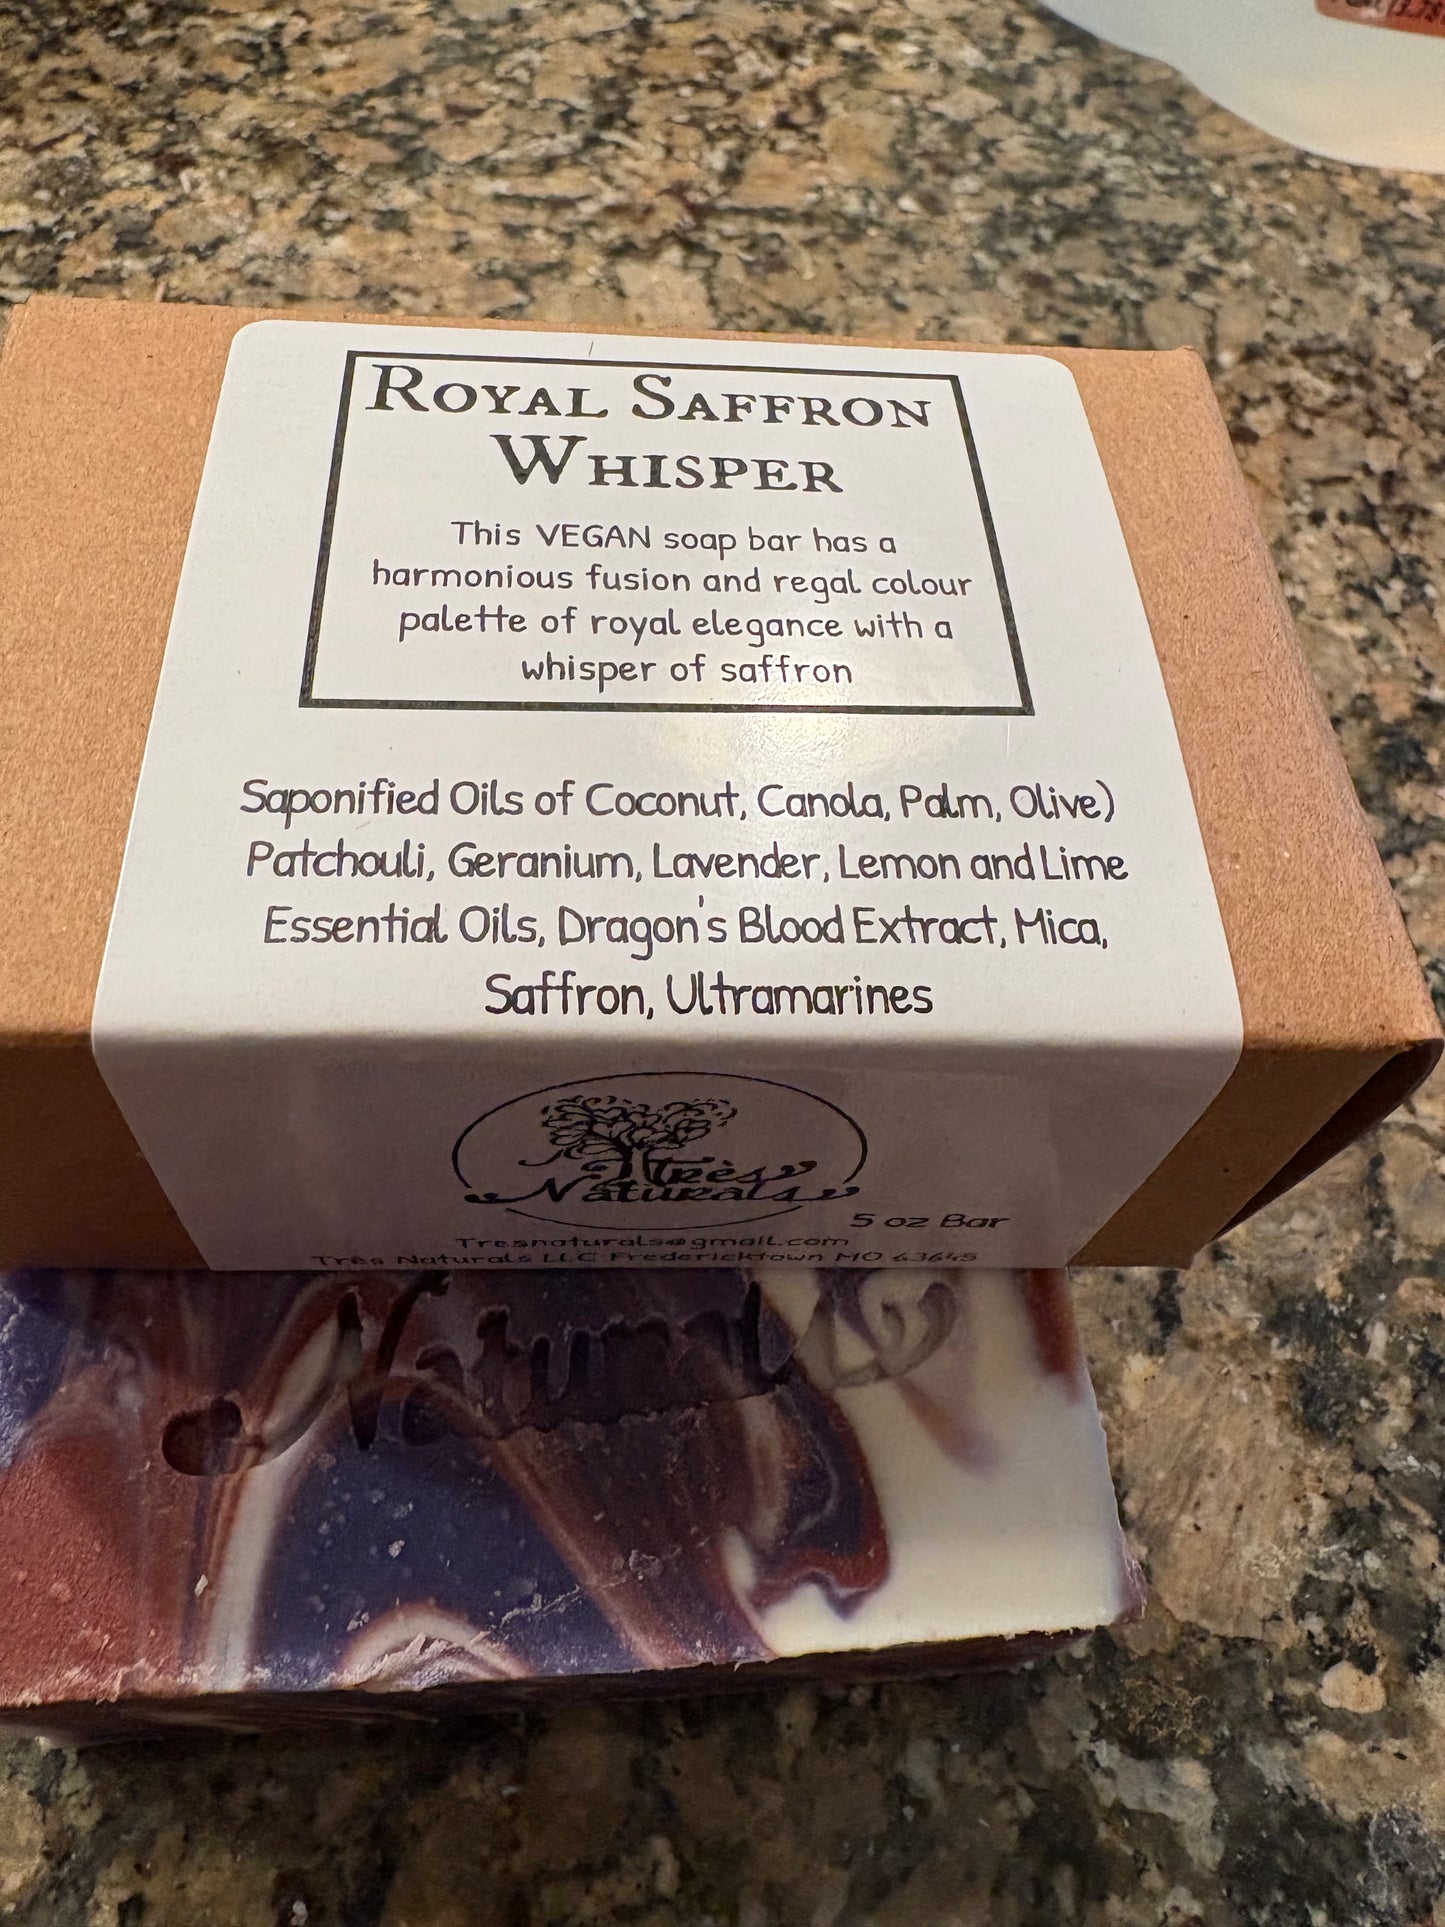 ROYAL SAFFRON
WHISPER
This VEGAN soap bar has a
harmonious fusion and regal colour
palette of royal elegance with a
whisper of saffron
Saponified Oils of Coconut, Canola, Palm, Olive)
Patchouli, Geranium, Lavender, Lemon and Lime
Essential Oils, Dragon's Blood Extract, Mica,
Saffron, Ultramarines
Très
Naturals
5 oz Bar
Tresnaturals@gmail.com
Très Naturals LLC Fredericktown MO 63645
Naturals